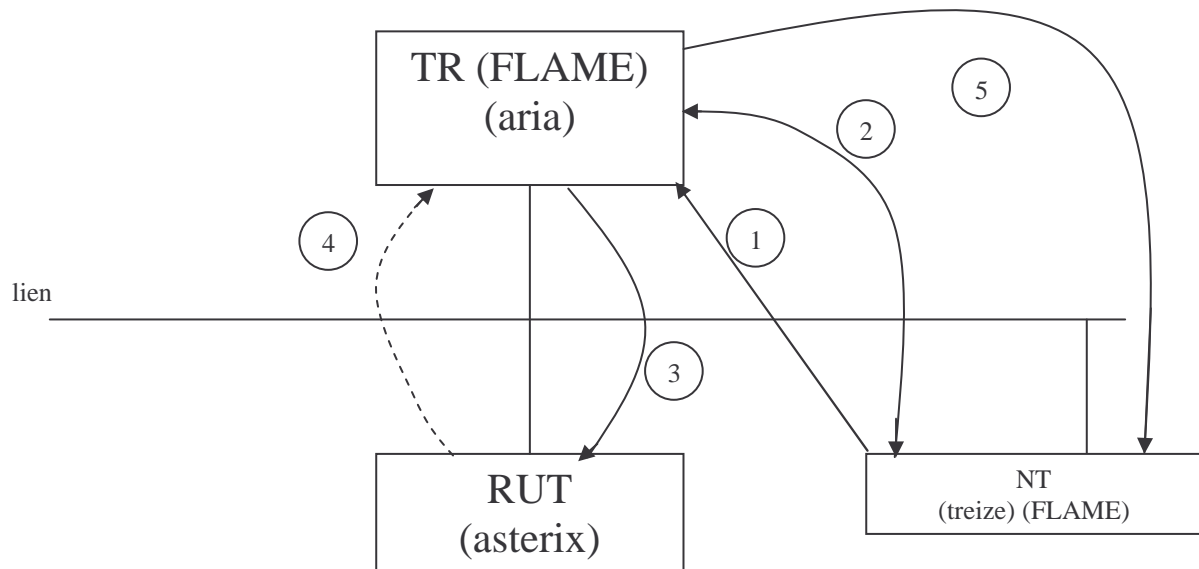 TR (FLAME)
(aria)
5
2
1
4
lien
3
RUT
(asterix)
NT
(treize) (FLAME)